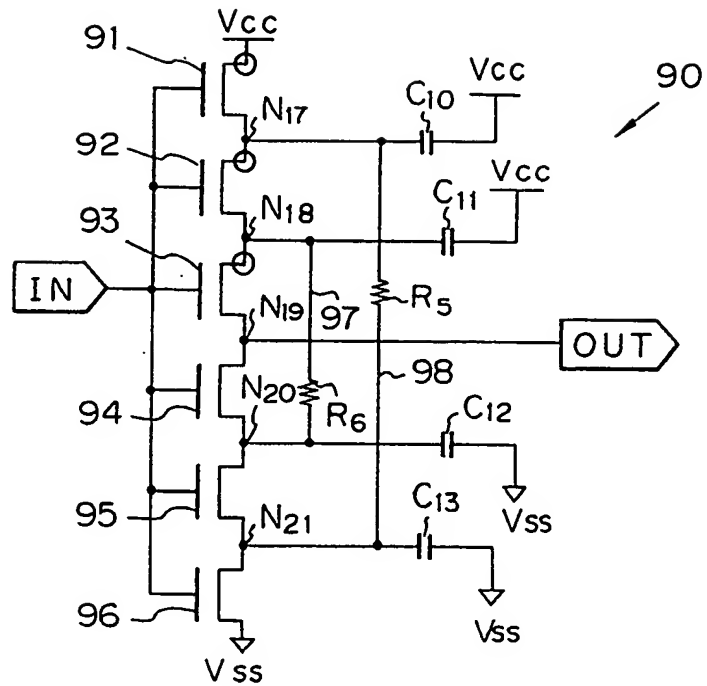 91
Vcc
Vcc
90
C10
N17
92
Vcc
C11
N18
93
IN
97
R5
N19
OUT
98
N20
R6
C12
94
Vss
95
N21
C13
96
Vss
Vss